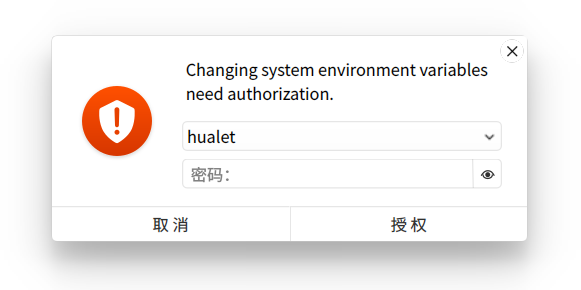 Changing system environment variables
need authorization.
hualet
密码：
取消
授权